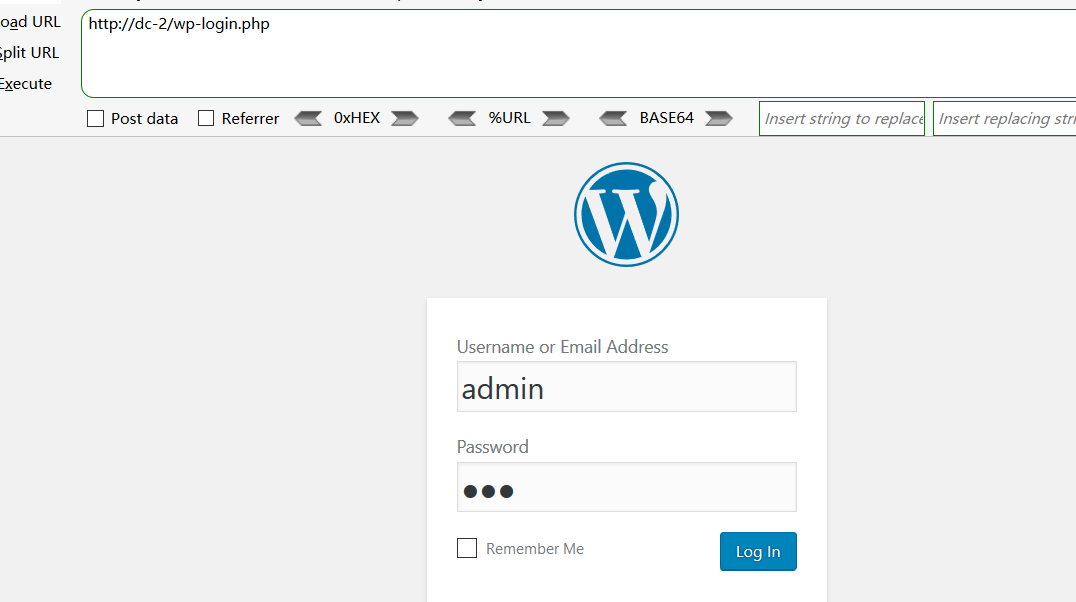 oad URL
http://dc-2/wp-login.php
Split URL
Execute
Post data Referrer 0xHEX %URL BASE64 Insert string to replace Insert replacing stri
Username or Email Address
admin
Password
●●●
Remember Me Log In